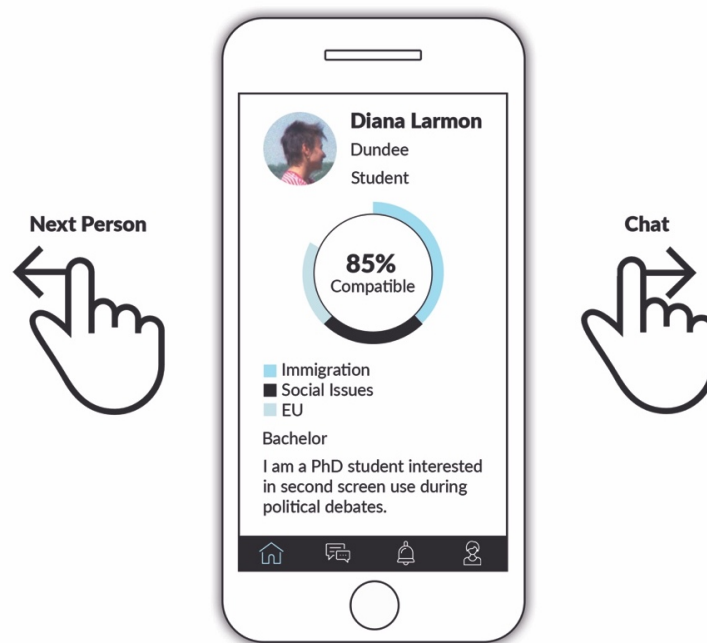 Diana Larmon
Dundee
Student
Next Person
85%
Compatible
Chat
Immigration
Social Issues
EU
Bachelor
I am a PhD student interested
in second screen use during
political debates.